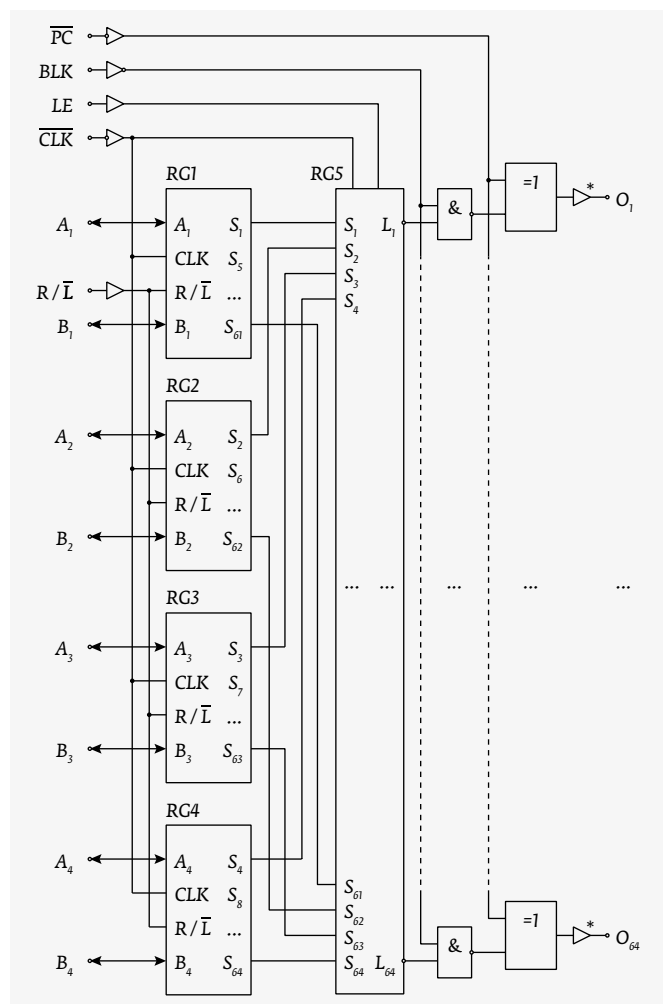 P̅C̅
BLK
LE
C̅L̅K̅
RG1
RG5
A₁ A₁ S₁ S₁ L₁ & =1 * O₁
S₂
CLK S₅ S₃
R/L̅ R/L̅ ... S₄
B₁ B₁ S₆₁
RG2
A₂ A₂ S₂
CLK S₆
R/L̅ ...
B₂ B₂ S₆₂
... ... ... ... ...
RG3
A₃ A₃ S₃
CLK S₇
R/L̅ ...
B₃ B₃ S₆₃
RG4
A₄ A₄ S₄
CLK S₈ S₆₁
S₆₂ =1 * O₆₄
R/L̅ ... S₆₃
B₄ B₄ S₆₄ S₆₄ L₆₄ &